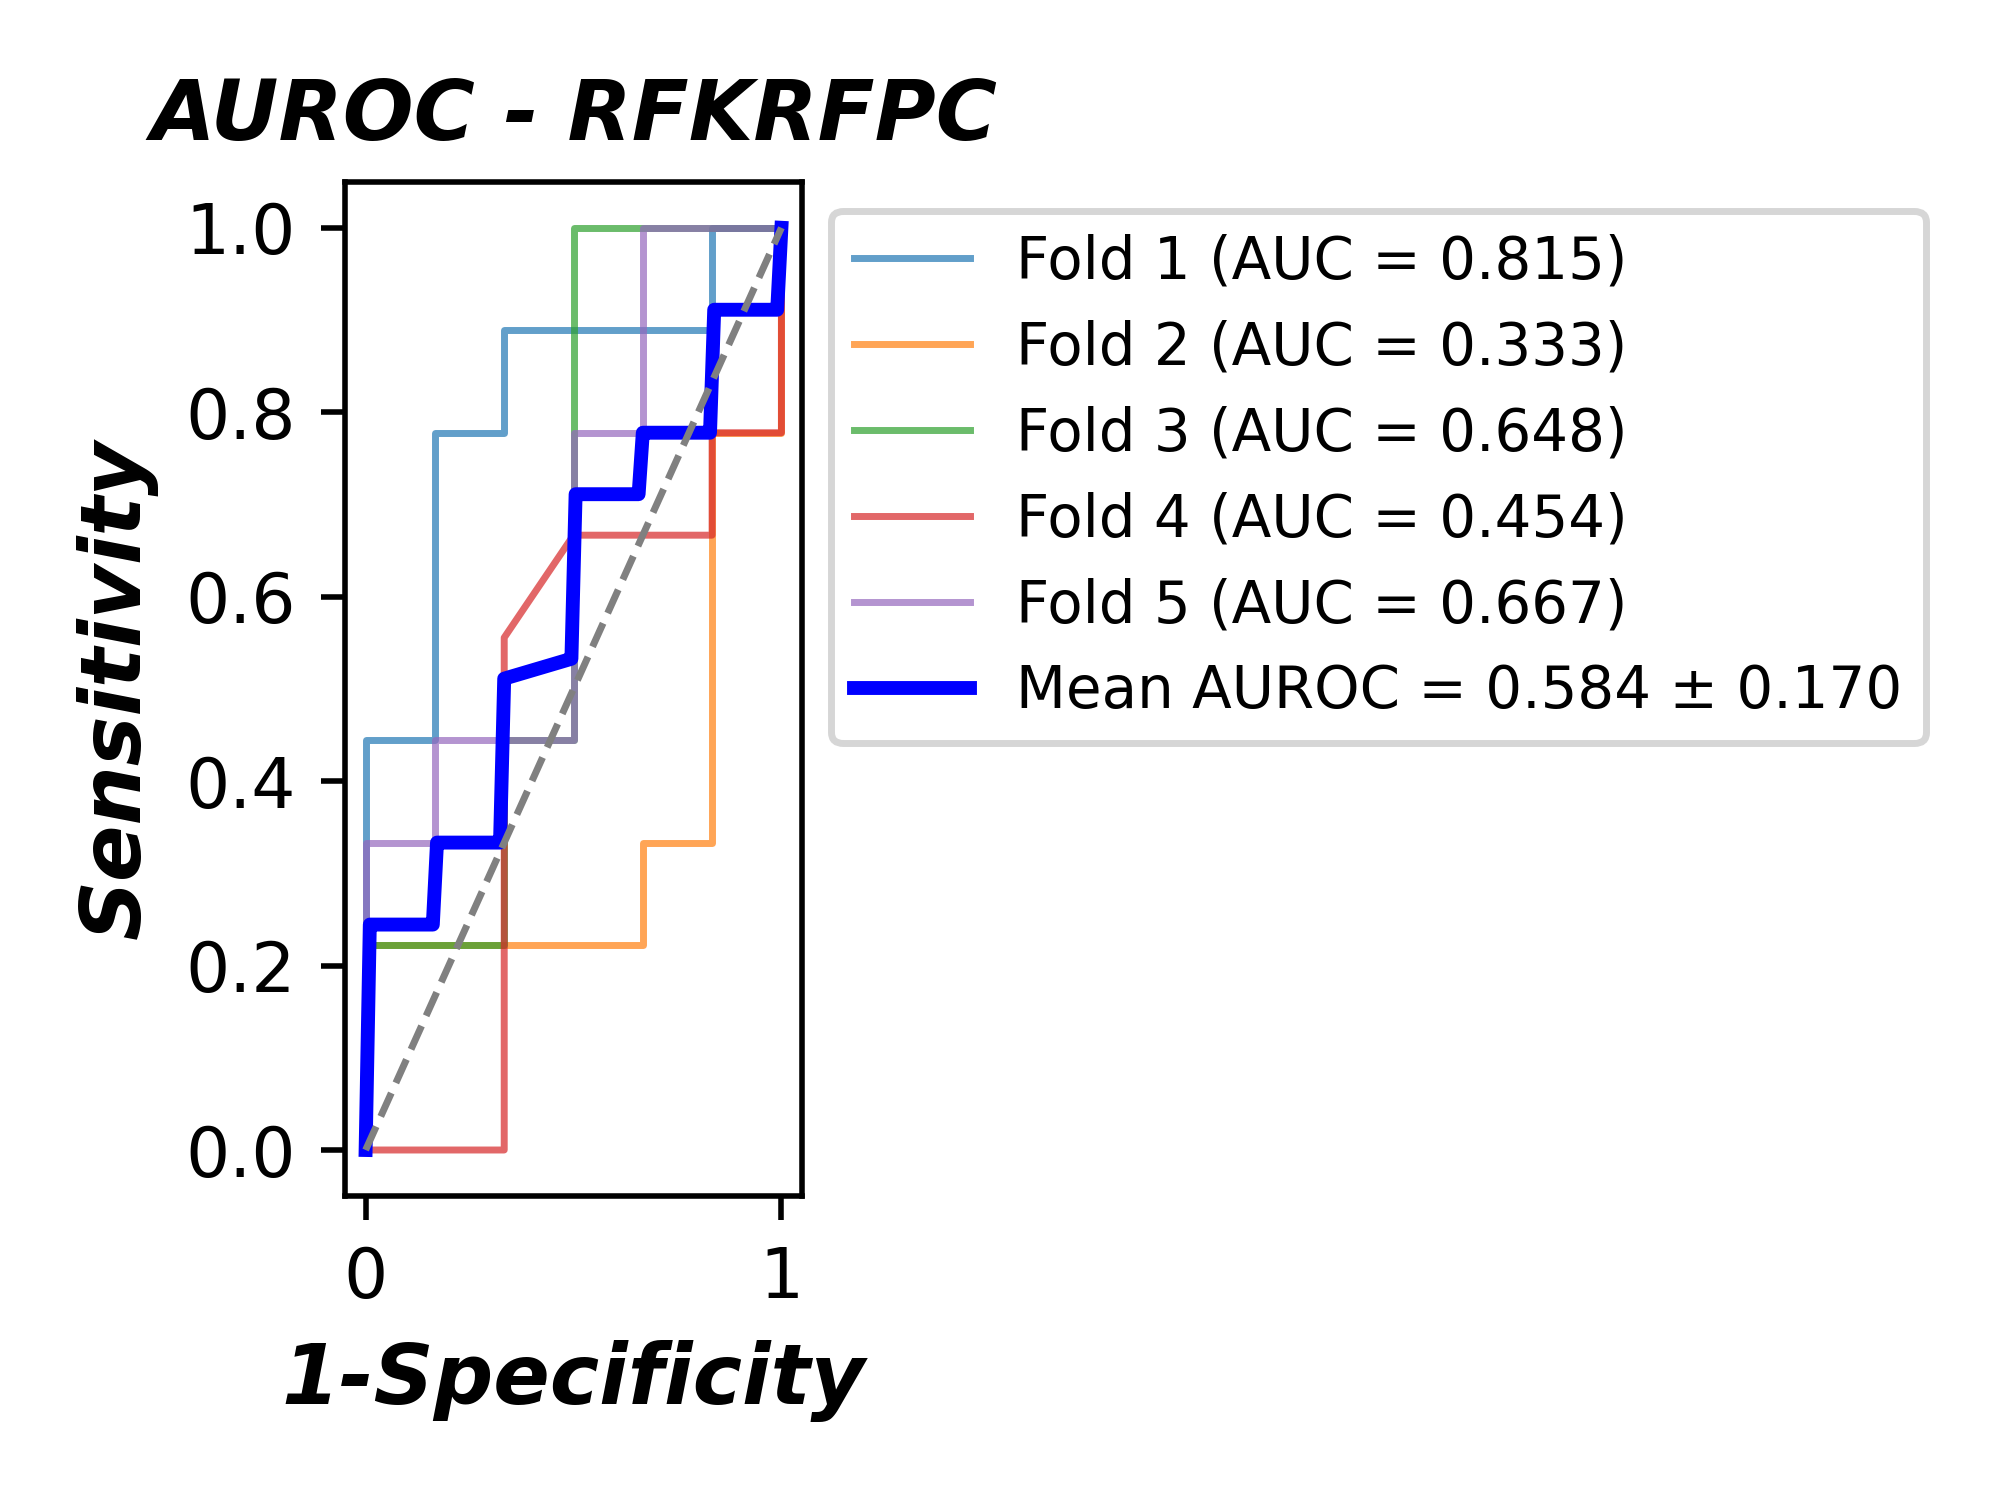 AUROC - RFKRFPC
Sensitivity
1.0
0.8
0.6
0.4
0.2
0.0
0 1
1-Specificity
Fold 1 (AUC = 0.815)
Fold 2 (AUC = 0.333)
Fold 3 (AUC = 0.648)
Fold 4 (AUC = 0.454)
Fold 5 (AUC = 0.667)
Mean AUROC = 0.584 ± 0.170